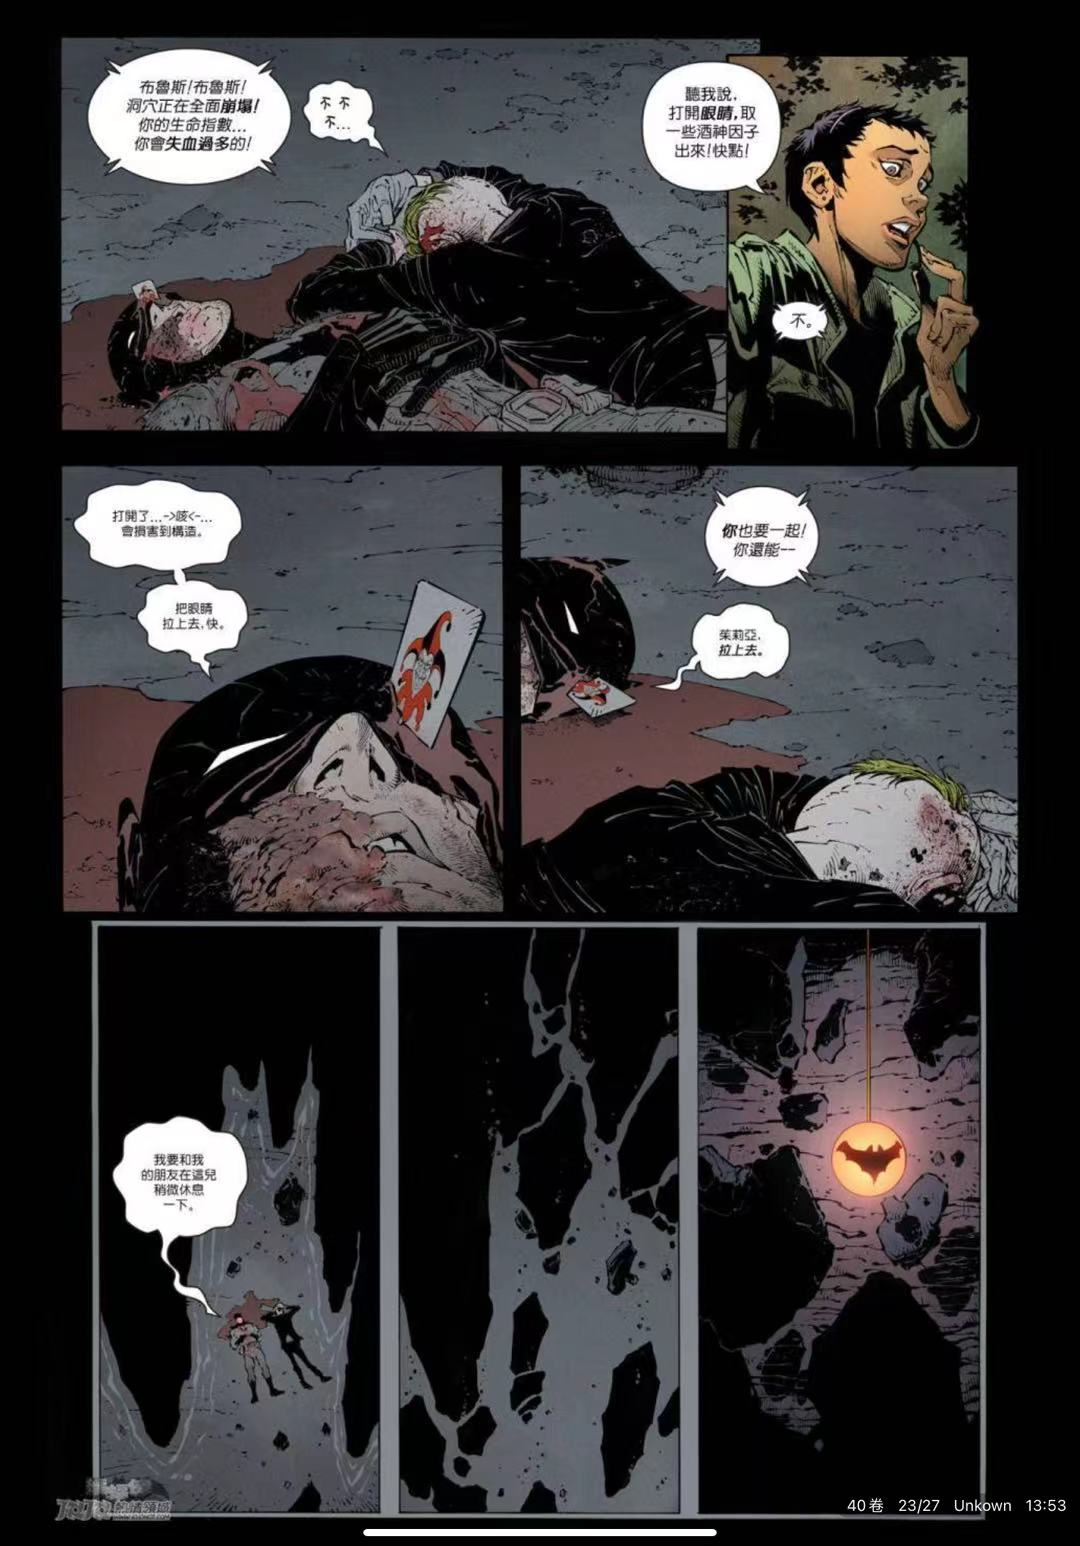 布魯斯!布魯斯!
洞穴正在全面崩塌!
你的生命指數...
你會失血過多的!
不 不
不...
聽我說,
打開眼睛,取
一些酒神因子
出來!快點!
不。
打開了...->咳<-...
會損害到構造。
把眼睛
拉上去,快。
你也要一起!
你還能--
茱莉亞,
拉上去。
我要和我
的朋友在這兒
稍微休息
一下。
40卷 23/27 Unkown 13:53